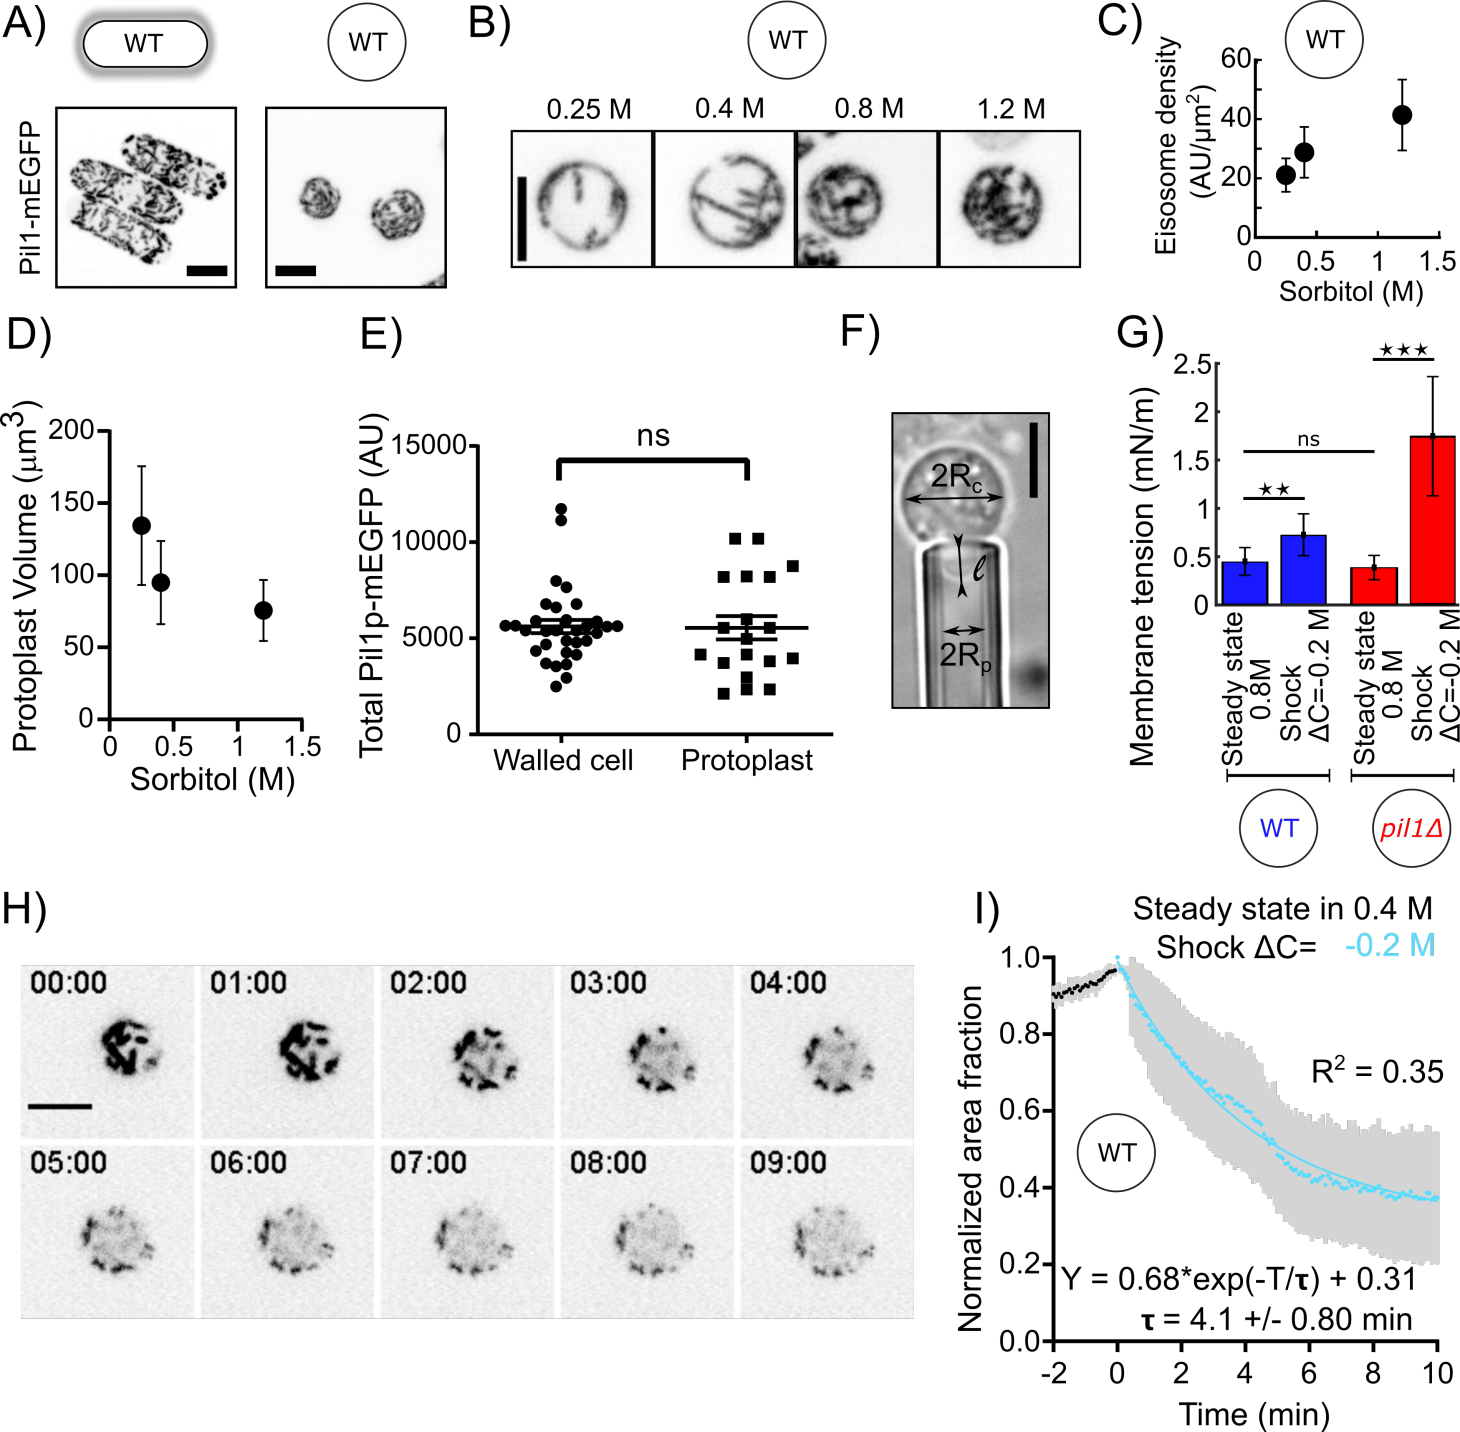 A)
WT
WT
Pil1-mEGFP
B)
WT
0.25 M
0.4 M
0.8 M
1.2 M
C)
WT
Eisosome density
(AU/μm²)
60
40
20
0
0
0.5
1
1.5
Sorbitol (M)
D)
Protoplast Volume (μm³)
200
150
100
50
0
0
0.5
1
1.5
Sorbitol (M)
E)
Total Pil1p-mEGFP (AU)
15000
10000
5000
0
ns
Walled cell
Protoplast
F)
2Rc
ℓ
2Rp
G)
Membrane tension (mN/m)
2.5
2
1.5
1
0.5
0
ns
★★
★★★
Steady state
0.8M
Shock
ΔC=-0.2 M
Steady state
0.8 M
Shock
ΔC=-0.2 M
WT
pil1Δ
H)
00:00
01:00
02:00
03:00
04:00
05:00
06:00
07:00
08:00
09:00
I)
Steady state in 0.4 M
Shock ΔC= -0.2 M
Normalized area fraction
1.0
0.8
0.6
0.4
0.2
0.0
R² = 0.35
WT
Y = 0.68*exp(-T/τ) + 0.31
τ = 4.1 +/- 0.80 min
-2
0
2
4
6
8
10
Time (min)